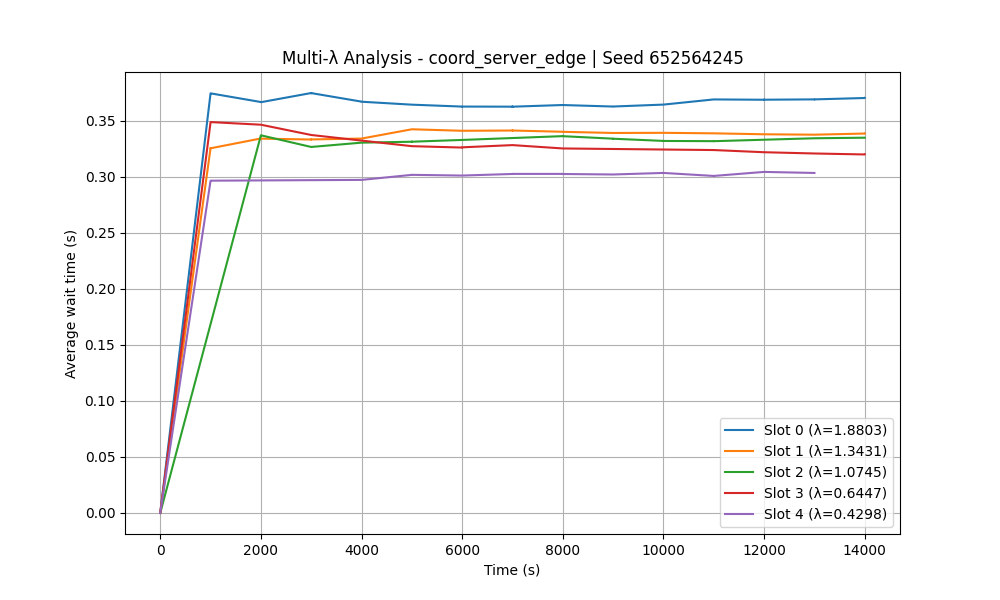 Multi-λ Analysis - coord_server_edge | Seed 652564245
Average wait time (s)
0.35
0.30
0.25
0.20
0.15
0.10
0.05
0.00
Slot 0 (λ=1.8803)
Slot 1 (λ=1.3431)
Slot 2 (λ=1.0745)
Slot 3 (λ=0.6447)
Slot 4 (λ=0.4298)
0 2000 4000 6000 8000 10000 12000 14000
Time (s)